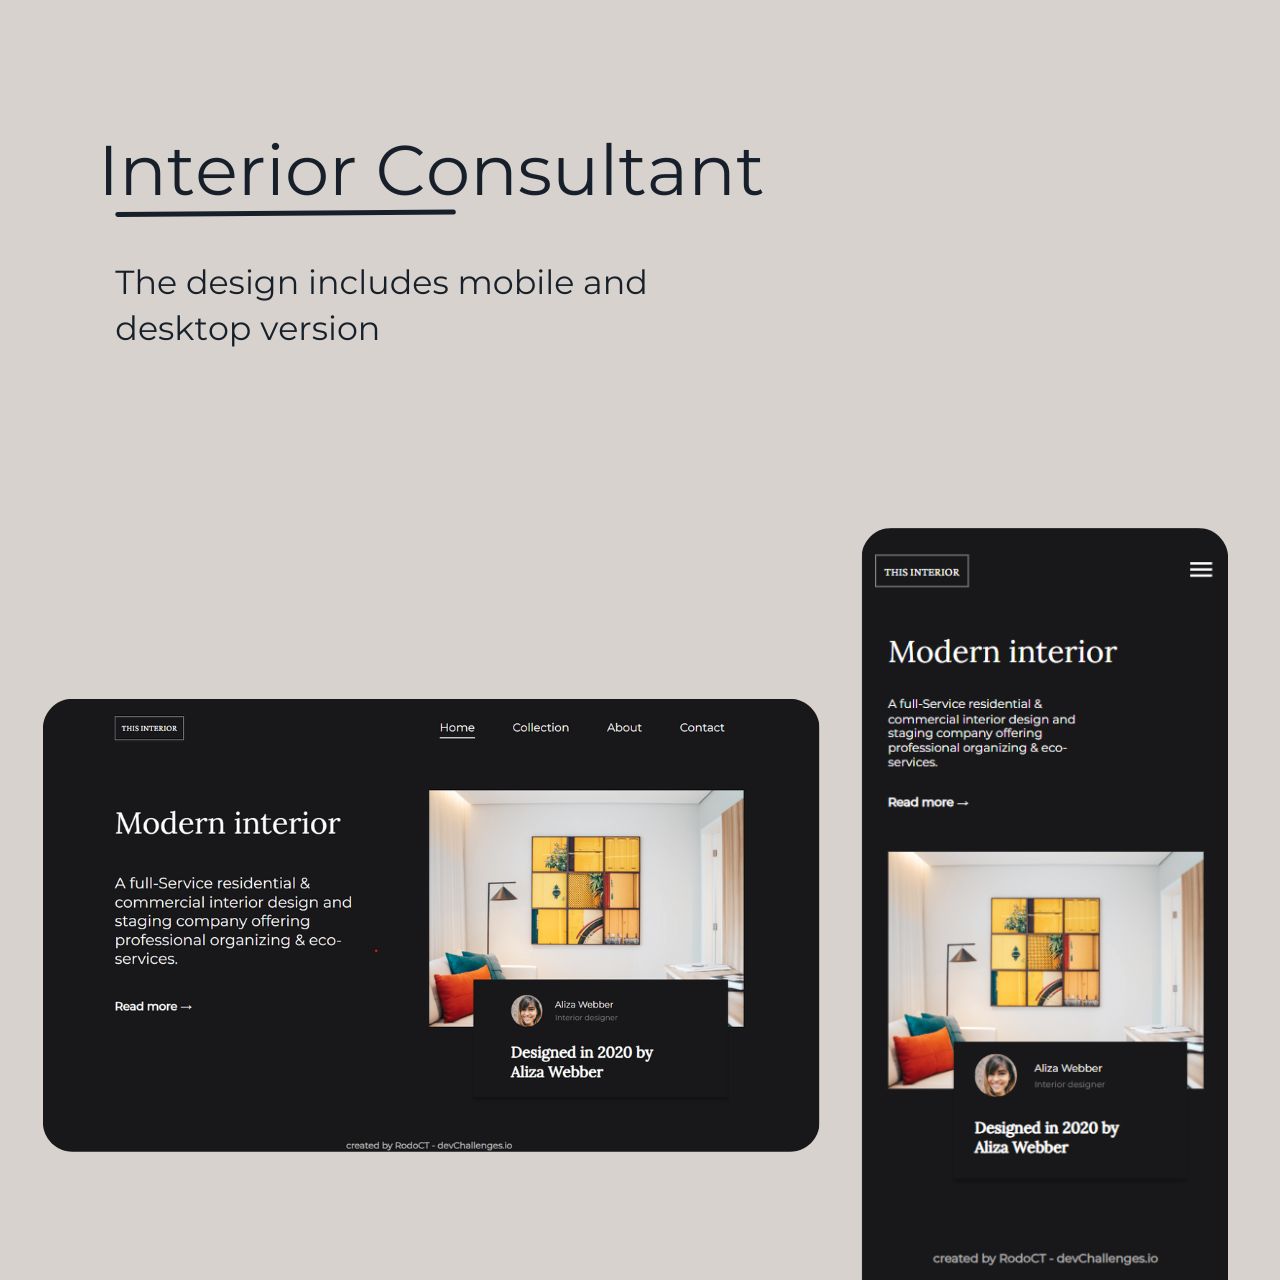 Interior Consultant
The design includes mobile and
desktop version
THIS INTERIOR
Home Collection About Contact
Modern interior
A full-Service residential &
commercial interior design and
staging company offering
professional organizing & eco-
services.
Read more →
Aliza Webber
Interior designer
Designed in 2020 by
Aliza Webber
created by RodoCT - devChallenges.io
THIS INTERIOR
Modern interior
A full-Service residential &
commercial interior design and
staging company offering
professional organizing & eco-
services.
Read more →
Aliza Webber
Interior designer
Designed in 2020 by
Aliza Webber
created by RodoCT - devChallenges.io